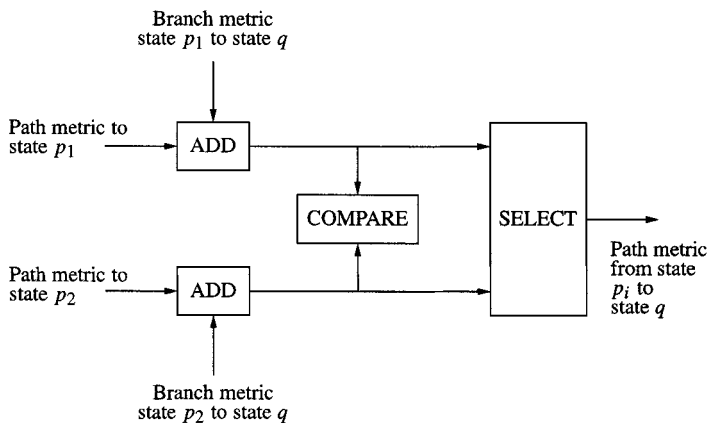 Branch metric
state p₁ to state q
Path metric to
state p₁
ADD
COMPARE
SELECT
Path metric
from state
pᵢ to
state q
Path metric to
state p₂
ADD
Branch metric
state p₂ to state q